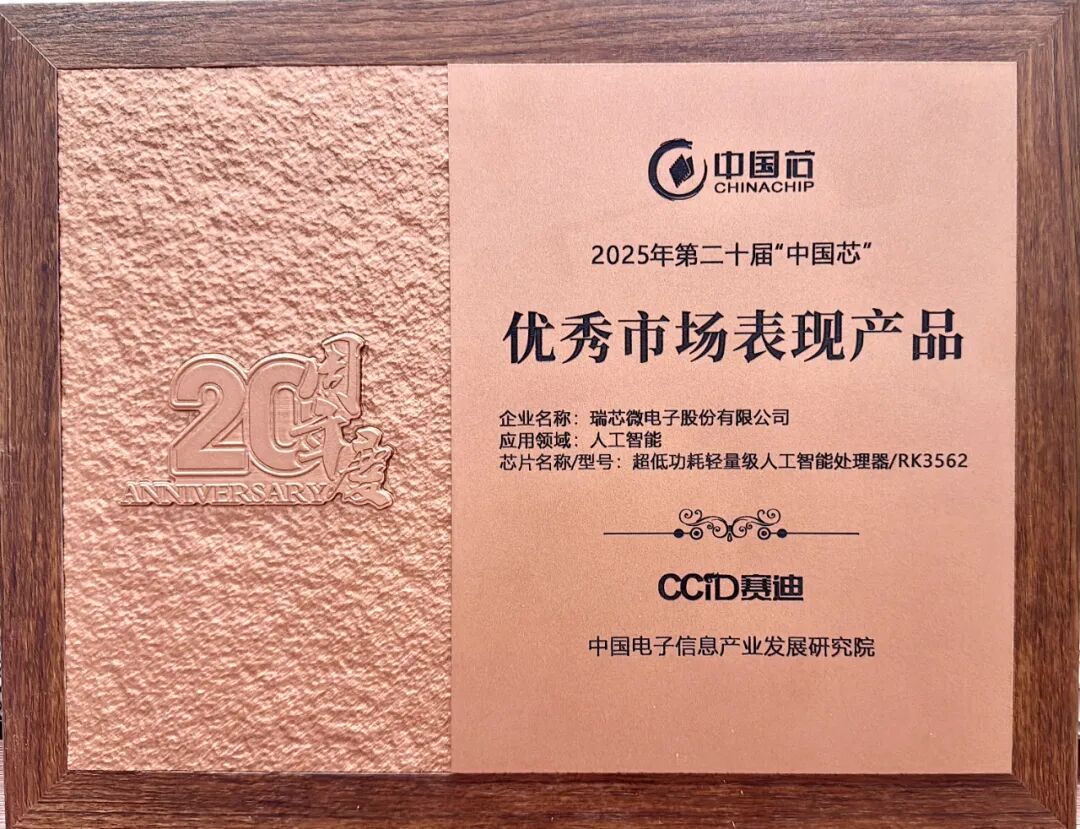 20周年度
ANNIVERSARY
中国芯
CHINACHIP
2025年第二十届“中国芯”
优秀市场表现产品
企业名称：瑞芯微电子股份有限公司
应用领域：人工智能
芯片名称/型号：超低功耗轻量级人工智能处理器/RK3562
CCID赛迪
中国电子信息产业发展研究院